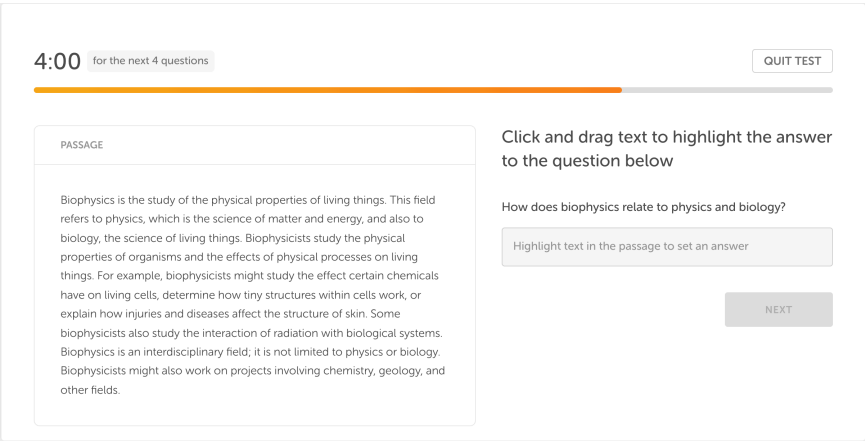 4:00 for the next 4 questions
QUIT TEST
PASSAGE
Biophysics is the study of the physical properties of living things. This field
refers to physics, which is the science of matter and energy, and also to
biology, the science of living things. Biophysicists study the physical
properties of organisms and the effects of physical processes on living
things. For example, biophysicists might study the effect certain chemicals
have on living cells, determine how tiny structures within cells work, or
explain how injuries and diseases affect the structure of skin. Some
biophysicists also study the interaction of radiation with biological systems.
Biophysics is an interdisciplinary field; it is not limited to physics or biology.
Biophysicists might also work on projects involving chemistry, geology, and
other fields.
Click and drag text to highlight the answer
to the question below
How does biophysics relate to physics and biology?
Highlight text in the passage to set an answer
NEXT